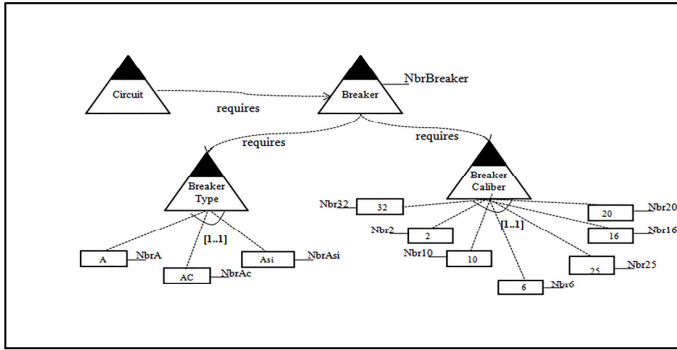 NbrBreaker
Circuit
Breaker
requires
requires
requires
Breaker
Type
Breaker
Caliber
Nbr32
32
20
Nbr20
[1..1]
[1..1]
Nbr2
2
16
Nbr16
A
NbrA
Asi
NbrAsi
Nbr10
10
25
Nbr25
AC
NbrAc
6
Nbr6